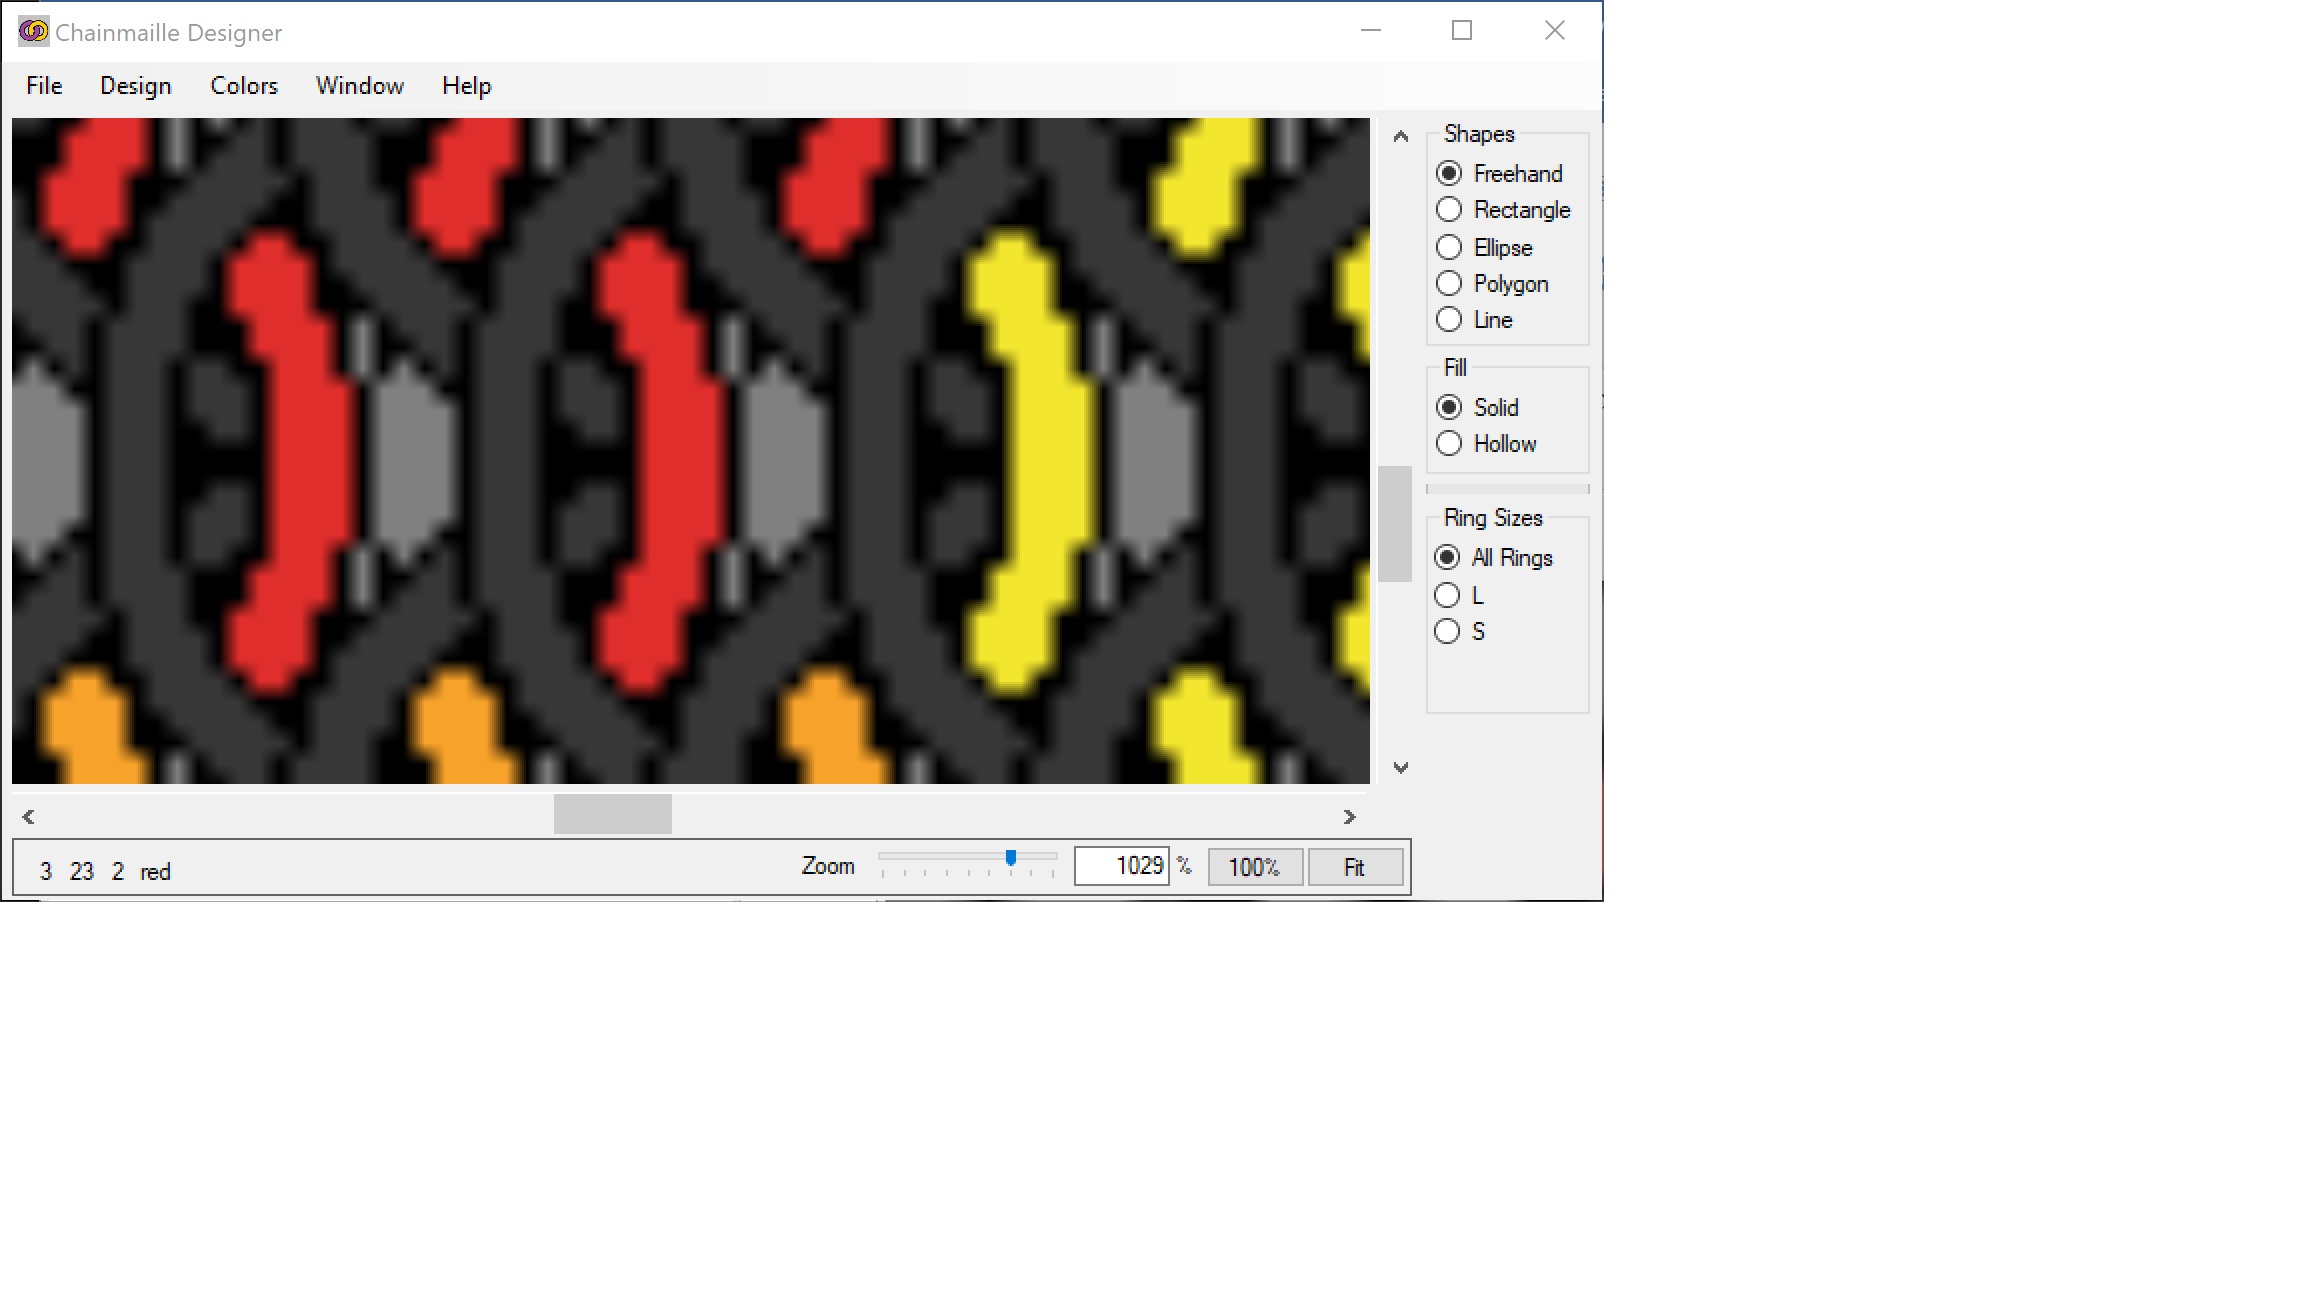 Chainmaille Designer
File Design Colors Window Help
Shapes
Freehand
Rectangle
Ellipse
Polygon
Line
Fill
Solid
Hollow
Ring Sizes
All Rings
L
S
3 23 2 red
Zoom 1029 % 100% Fit